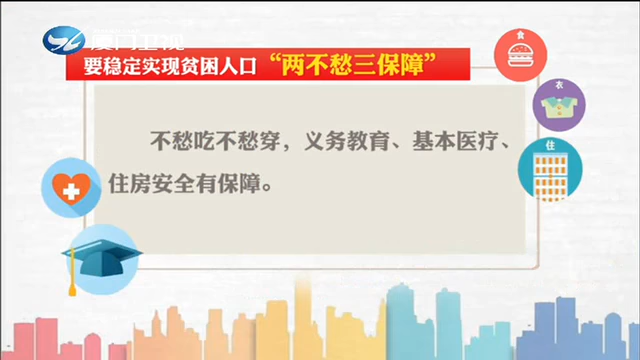 厦门卫视
要稳定实现贫困人口“两不愁三保障”
食
衣
住
不愁吃不愁穿，义务教育、基本医疗、
住房安全有保障。